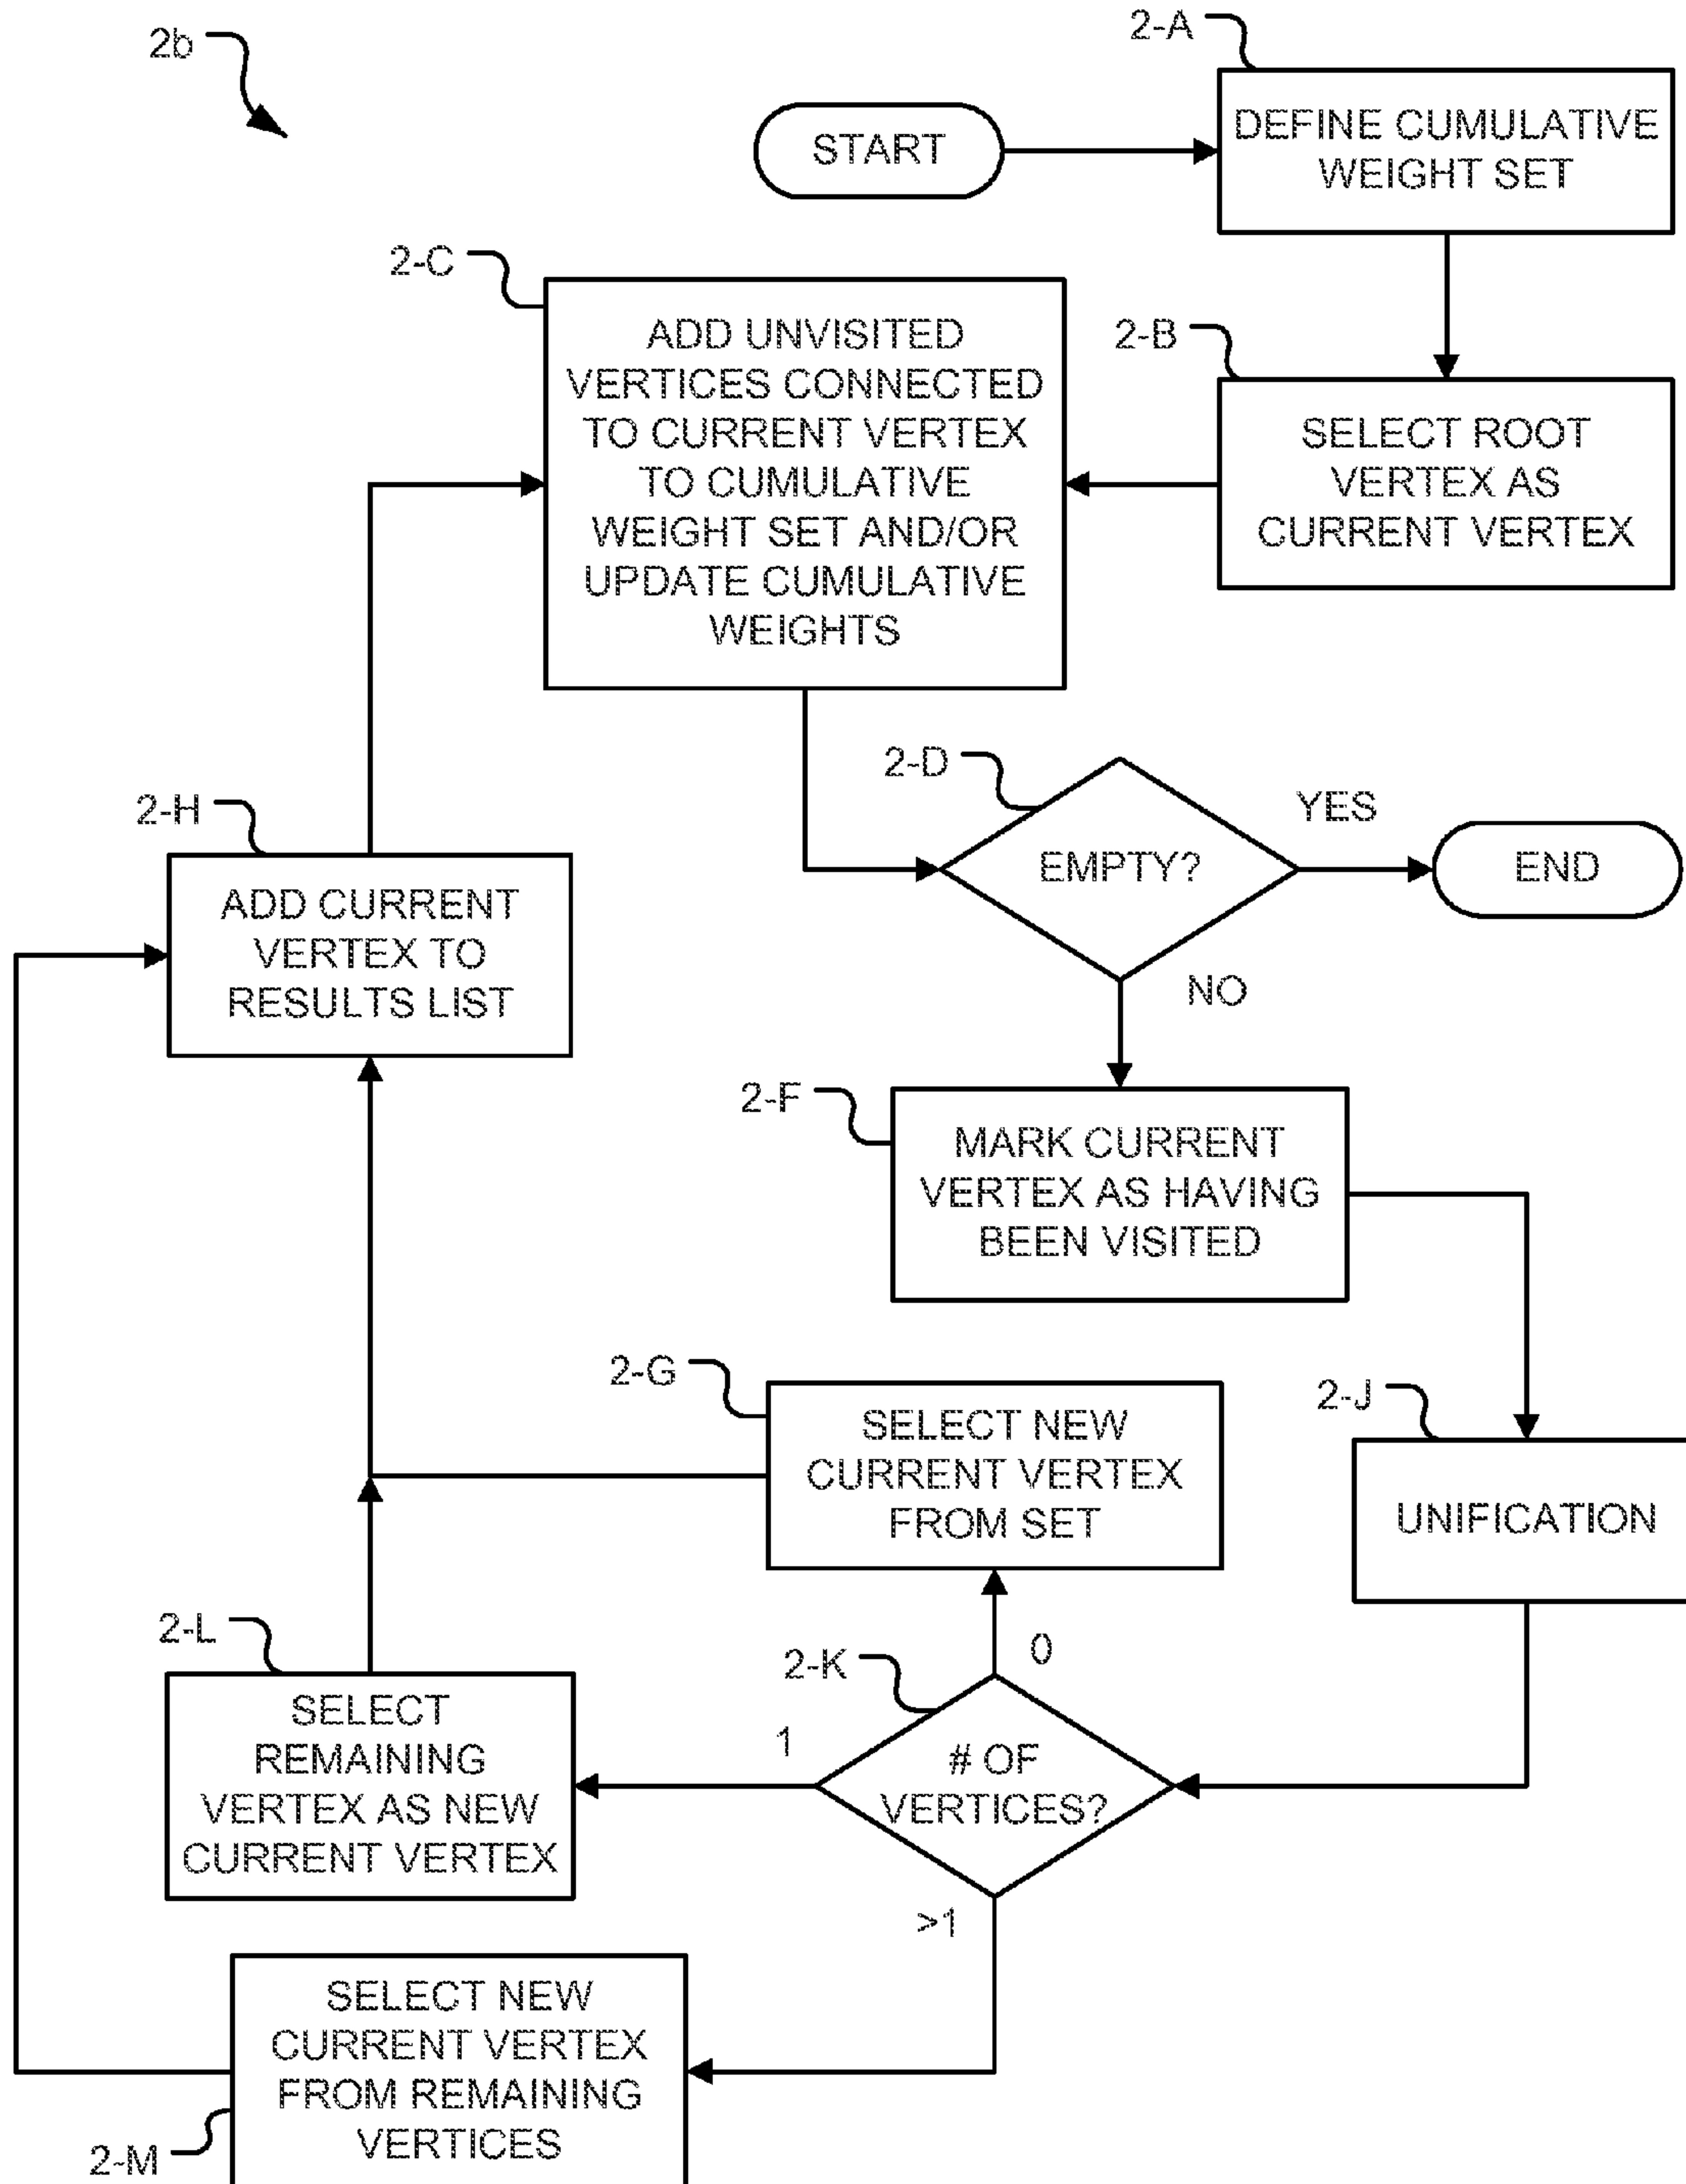 2b
2-A
START
DEFINE CUMULATIVE
WEIGHT SET
2-C
ADD UNVISITED
VERTICES CONNECTED
TO CURRENT VERTEX
TO CUMULATIVE
WEIGHT SET AND/OR
UPDATE CUMULATIVE
WEIGHTS
2-B
SELECT ROOT
VERTEX AS
CURRENT VERTEX
2-D
EMPTY?
YES
END
NO
2-H
ADD CURRENT
VERTEX TO
RESULTS LIST
2-F
MARK CURRENT
VERTEX AS HAVING
BEEN VISITED
2-G
SELECT NEW
CURRENT VERTEX
FROM SET
2-J
UNIFICATION
2-L
SELECT
REMAINING
VERTEX AS NEW
CURRENT VERTEX
2-K
0
1
# OF
VERTICES?
>1
SELECT NEW
CURRENT VERTEX
FROM REMAINING
VERTICES
2-M